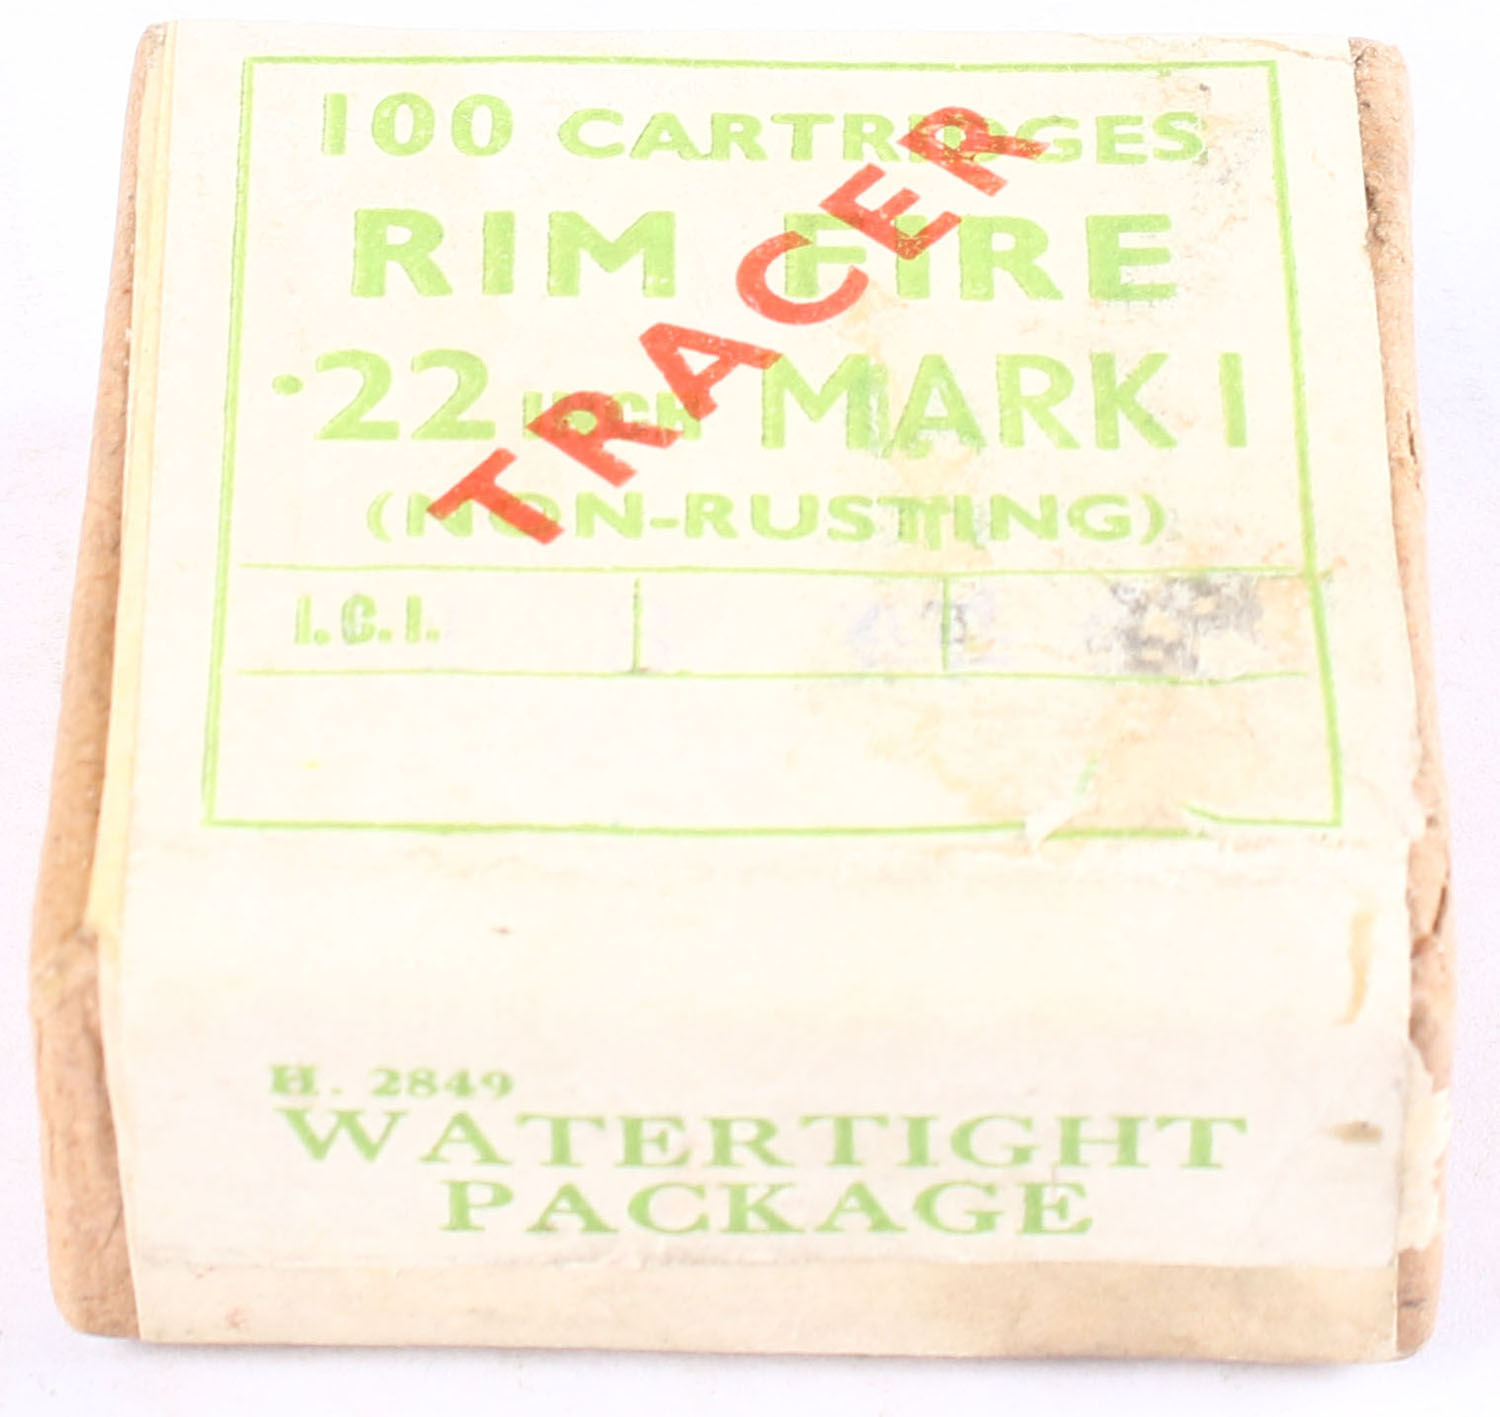 100 CARTRIDGES
RIM FIRE
.22 INCH MARK I
(NON-RUSTING)
TRACER
I.C.I.
H. 2849
WATERTIGHT
PACKAGE